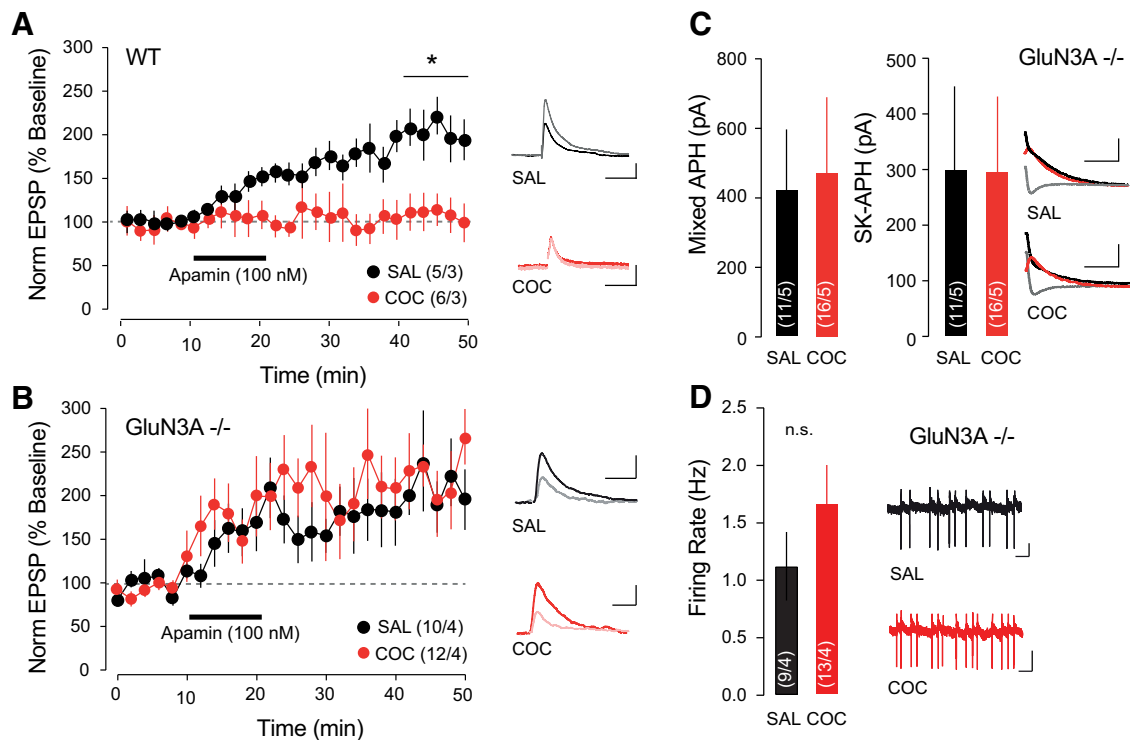 A
WT
*
Norm EPSP (% Baseline)
300
250
200
150
100
50
0
Apamin (100 nM)
SAL (5/3)
COC (6/3)
0
10
20
30
40
50
Time (min)
SAL
COC
B
GluN3A -/-
Norm EPSP (% Baseline)
300
250
200
150
100
50
0
Apamin (100 nM)
SAL (10/4)
COC (12/4)
0
10
20
30
40
50
Time (min)
SAL
COC
C
GluN3A -/-
Mixed APH (pA)
800
600
400
400
200
0
(11/5)
(16/5)
SAL
COC
SK-APH (pA)
500
400
300
200
100
0
(11/5)
(16/5)
SAL
COC
SAL
COC
D
n.s.
GluN3A -/-
Firing Rate (Hz)
2.5
2.0
1.5
1.0
0.5
0.0
(9/4)
(13/4)
SAL
COC
SAL
COC